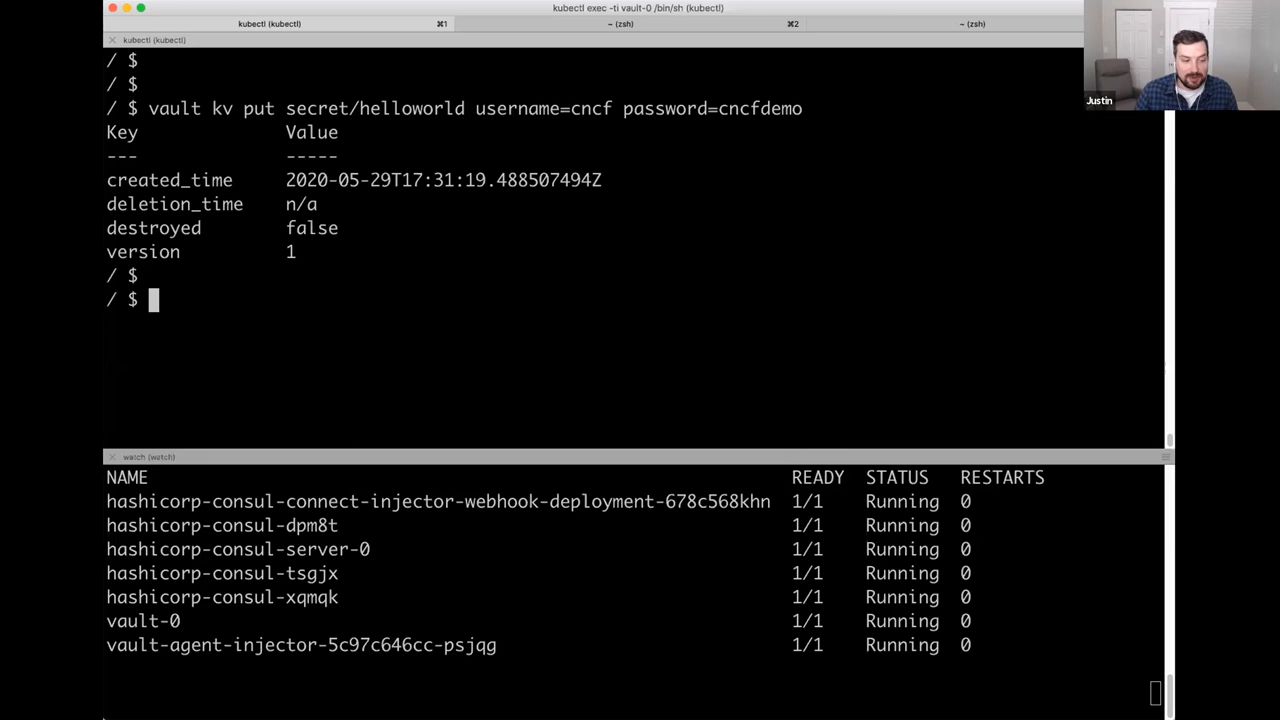 kubectl exec -ti vault-0 /bin/sh (kubectl)
kubectl (kubectl) ⌘1 ~ (zsh) ⌘2 ~ (zsh)
kubectl (kubectl)
/ $
/ $
/ $ vault kv put secret/helloworld username=cncf password=cncfdemo
Key Value
--- -----
created_time 2020-05-29T17:31:19.488507494Z
deletion_time n/a
destroyed false
version 1
/ $
/ $
Justin
watch (watch)
NAME READY STATUS RESTARTS
hashicorp-consul-connect-injector-webhook-deployment-678c568khn 1/1 Running 0
hashicorp-consul-dpm8t 1/1 Running 0
hashicorp-consul-server-0 1/1 Running 0
hashicorp-consul-tsgjx 1/1 Running 0
hashicorp-consul-xqmqk 1/1 Running 0
vault-0 1/1 Running 0
vault-agent-injector-5c97c646cc-psjqg 1/1 Running 0